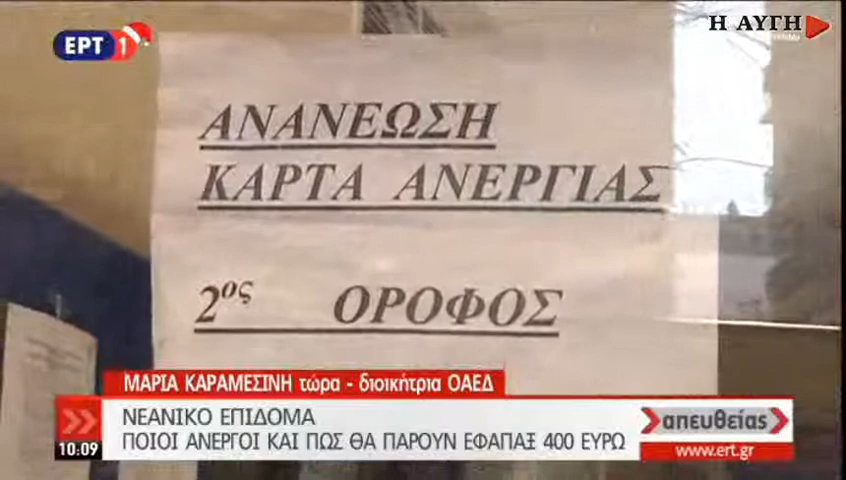 ΕΡΤ 1
Η ΑΥΓΗ
ΑΝΑΝΕΩΣΗ
ΚΑΡΤΑ ΑΝΕΡΓΙΑΣ
2ος ΟΡΟΦΟΣ
ΜΑΡΙΑ ΚΑΡΑΜΕΣΙΝΗ τώρα - διοικήτρια ΟΑΕΔ
ΝΕΑΝΙΚΟ ΕΠΙΔΟΜΑ
ΠΟΙΟΙ ΑΝΕΡΓΟΙ ΚΑΙ ΠΩΣ ΘΑ ΠΑΡΟΥΝ ΕΦΑΠΑΞ 400 ΕΥΡΩ
απευθείας
10:09
www.ert.gr